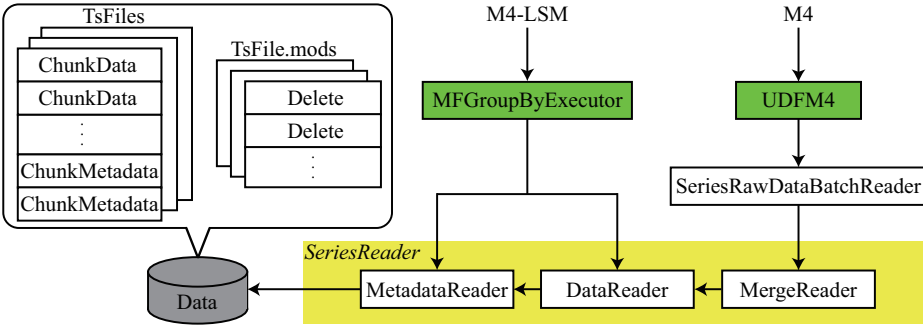 TsFiles
ChunkData
ChunkData
⋮
ChunkMetadata
ChunkMetadata
TsFile.mods
Delete
Delete
⋮
M4-LSM
M4
MFGroupByExecutor
UDFM4
SeriesRawDataBatchReader
SeriesReader
MetadataReader
DataReader
MergeReader
Data